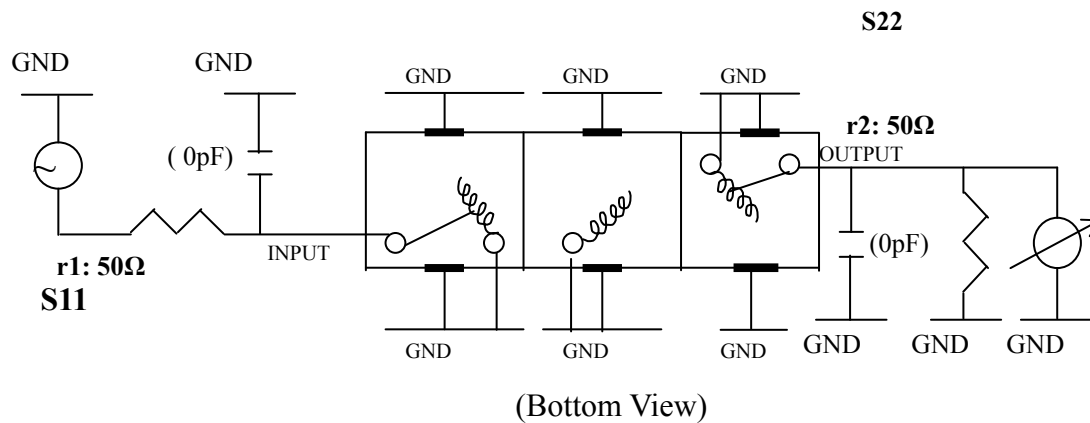 S22
GND
GND
GND
GND
GND
r2: 50Ω
( 0pF)
OUTPUT
INPUT
(0pF)
r1: 50Ω
S11
GND
GND
GND
GND
GND
GND
(Bottom View)